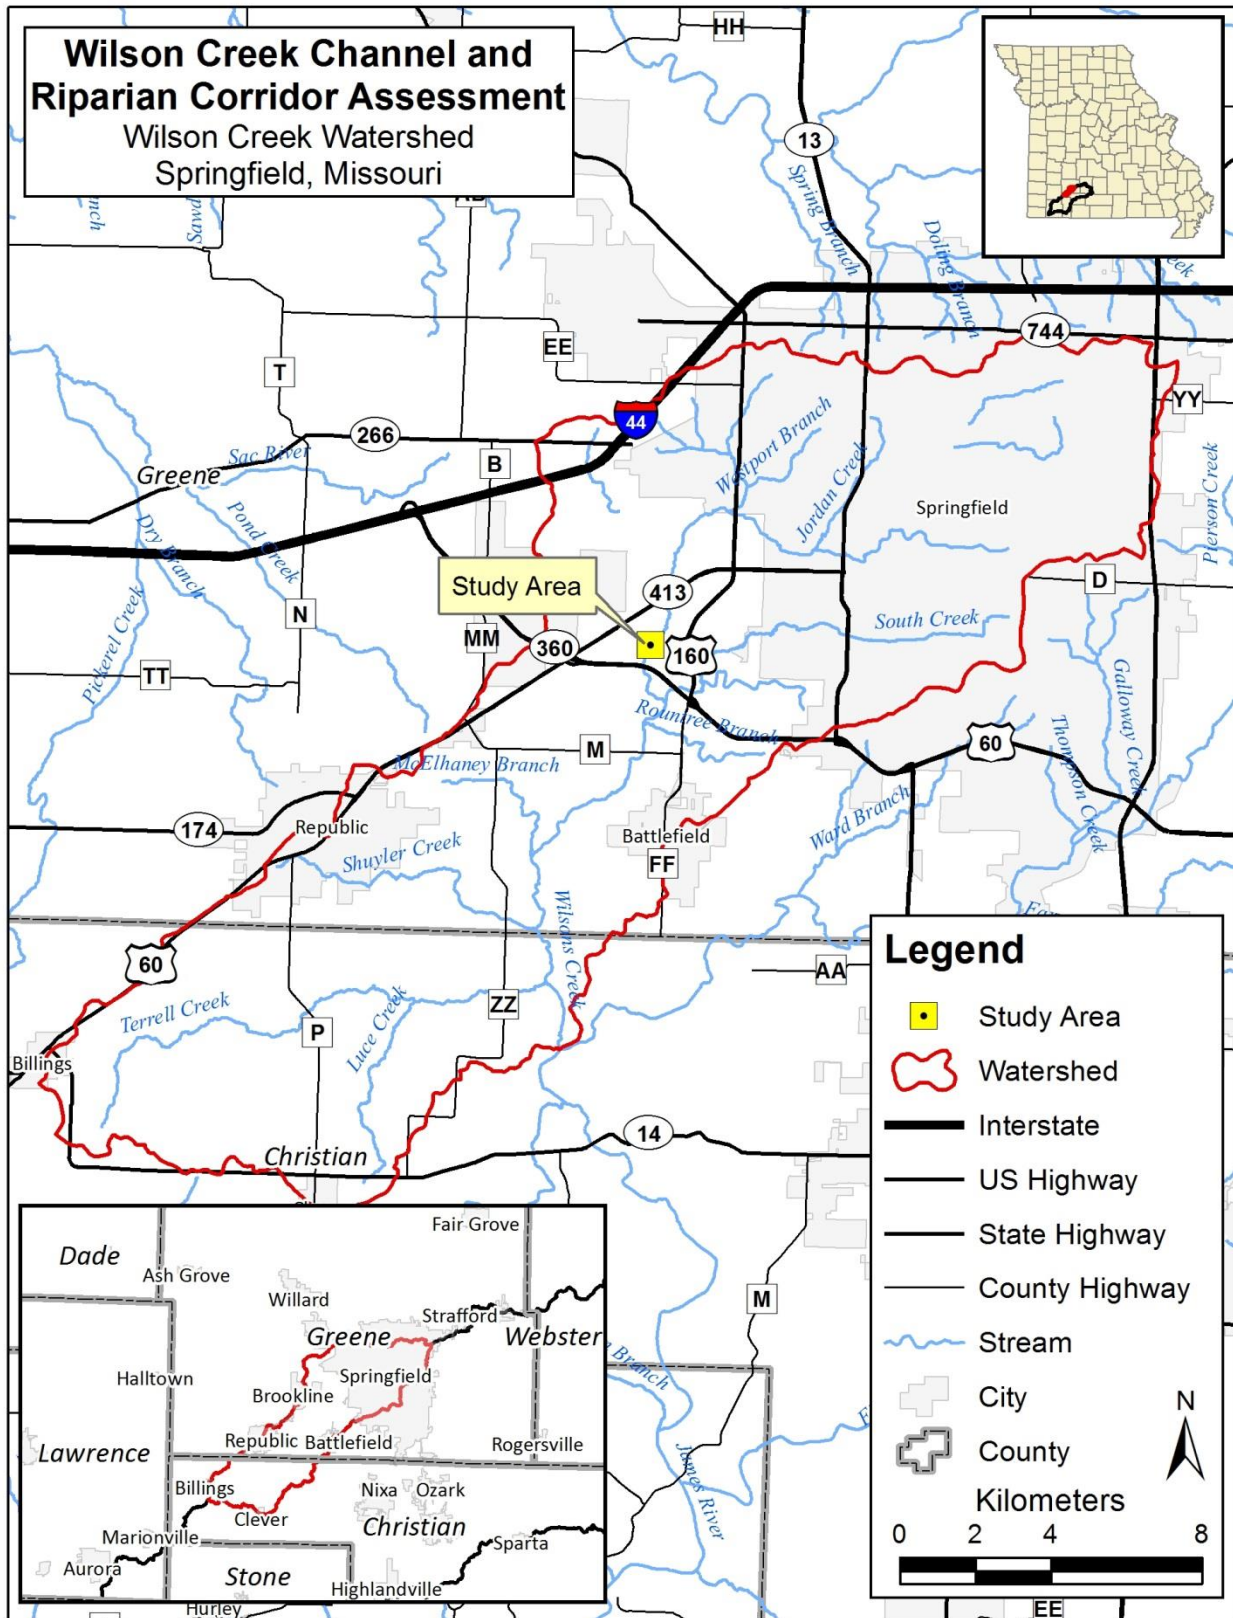 Wilson Creek Channel and
Riparian Corridor Assessment
Wilson Creek Watershed
Springfield, Missouri
HH
13
Spring Branch
Doling Branch
744
EE
T
44
YY
266
B
Sac River
Greene
Westport Branch
Jordan Creek
Springfield
Pierson Creek
Dry Branch
Pond Creek
Study Area
413
D
N
MM
360
160
South Creek
Pickerel Creek
TT
Galloway Creek
Rountree Branch
M
60
Thompson Creek
McElhaney Branch
174
Republic
Battlefield
Ward Branch
Shuyler Creek
FF
Wilsons Creek
60
AA
Terrell Creek
Luce Creek
ZZ
P
Billings
14
Christian
M
James River
EE
Legend
Study Area
Watershed
Interstate
US Highway
State Highway
County Highway
Stream
City
County
N
Kilometers
0 2 4 8
Fair Grove
Dade
Ash Grove
Willard
Strafford
Greene
Webster
Halltown
Springfield
Brookline
Lawrence
Republic
Battlefield
Rogersville
Billings
Nixa
Ozark
Clever
Christian
Marionville
Sparta
Aurora
Stone
Highlandville
Hurley